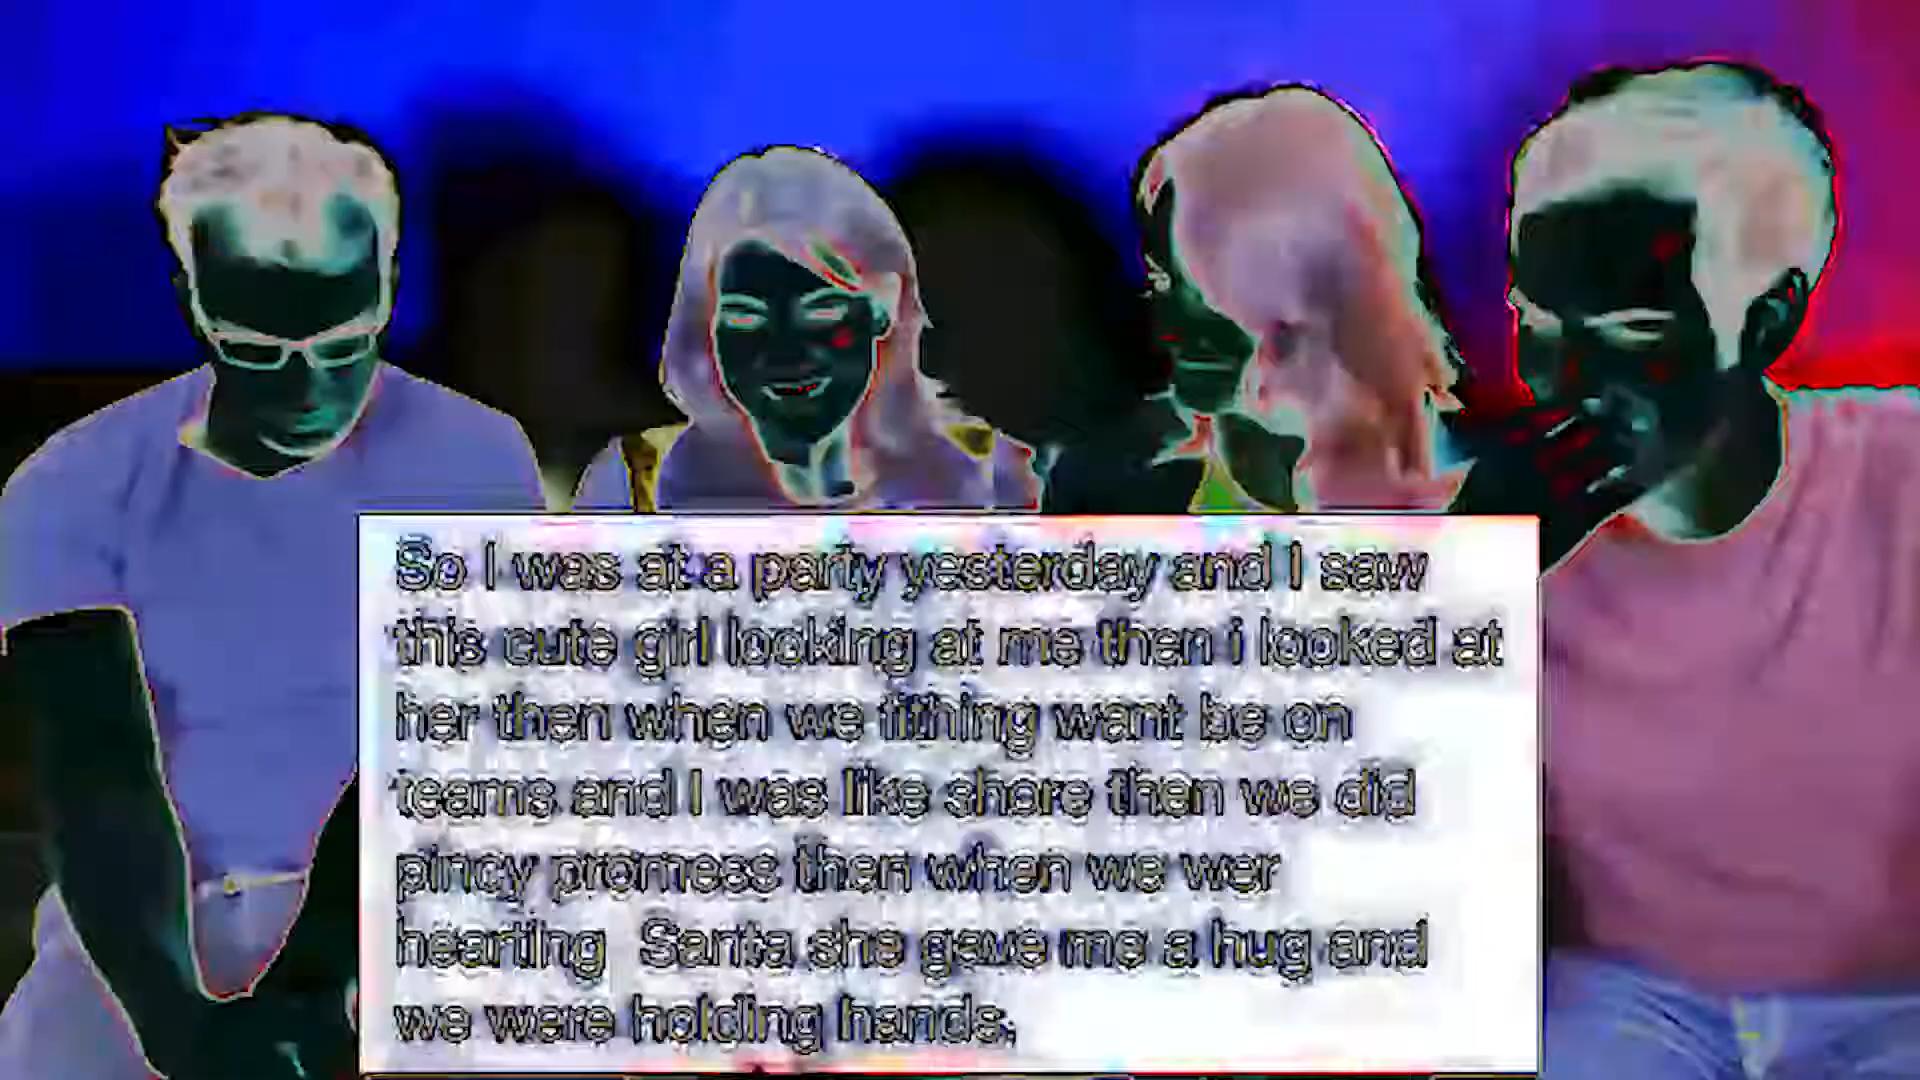 So I was at a party yesterday and I saw
this cute girl looking at me then i looked at
her then when we tithing want be on
teams and I was like shore then we did
pincy promess then when we wer
hearting Santa she gave me a hug and
we were holding hands.